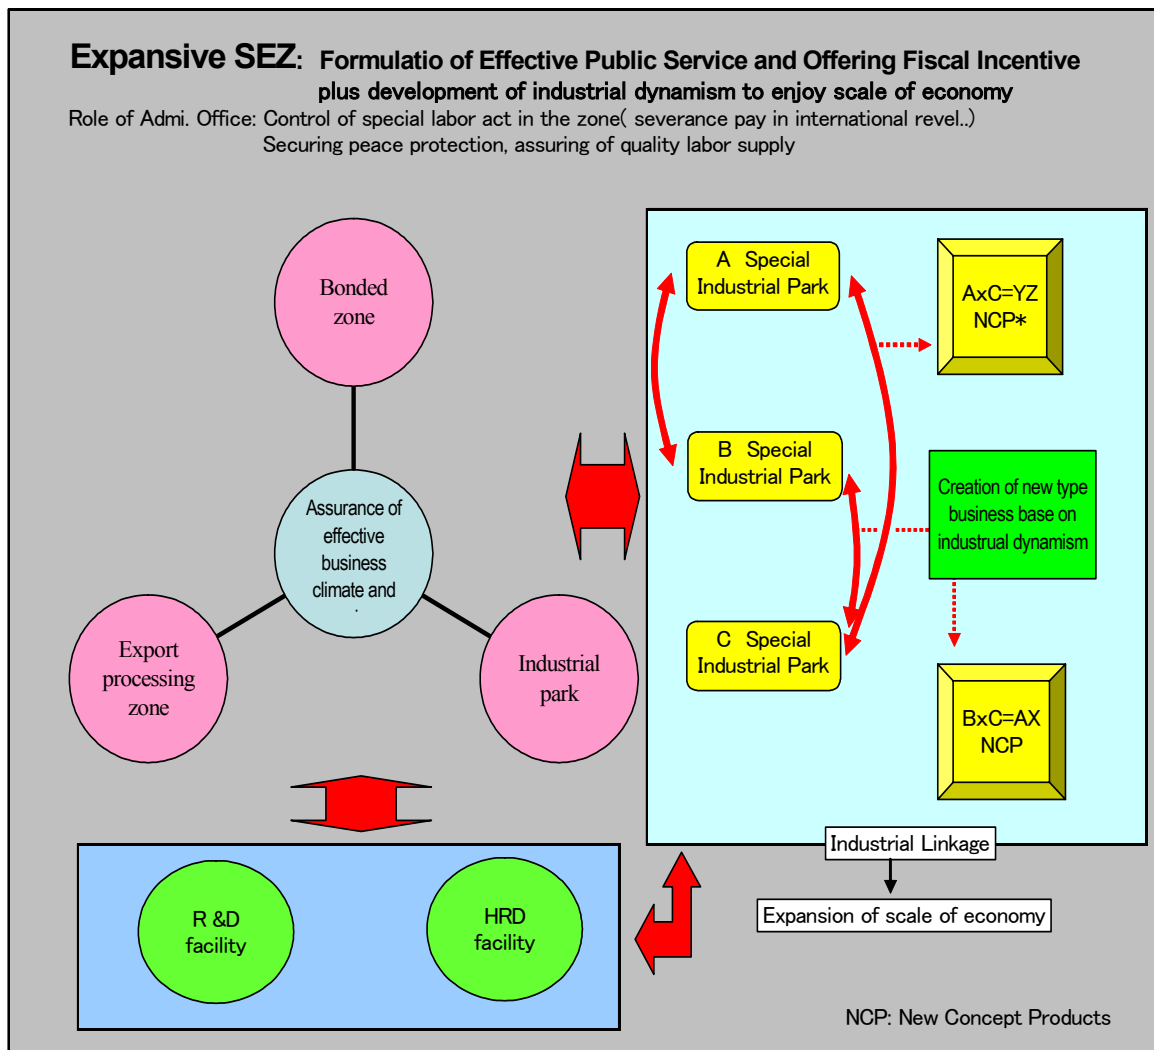 Expansive SEZ: Formulatio of Effective Public Service and Offering Fiscal Incentive
plus development of industrial dynamism to enjoy scale of economy
Role of Admi. Office: Control of special labor act in the zone( severance pay in international revel..)
Securing peace protection, assuring of quality labor supply
Bonded
zone
Assurance of
effective
business
climate and
Export
processing
zone
Industrial
park
A Special
Industrial Park
B Special
Industrial Park
C Special
Industrial Park
AxC=YZ
NCP*
Creation of new type
business base on
industrual dynamism
BxC=AX
NCP
Industrial Linkage
Expansion of scale of economy
R &D
facility
HRD
facility
NCP: New Concept Products